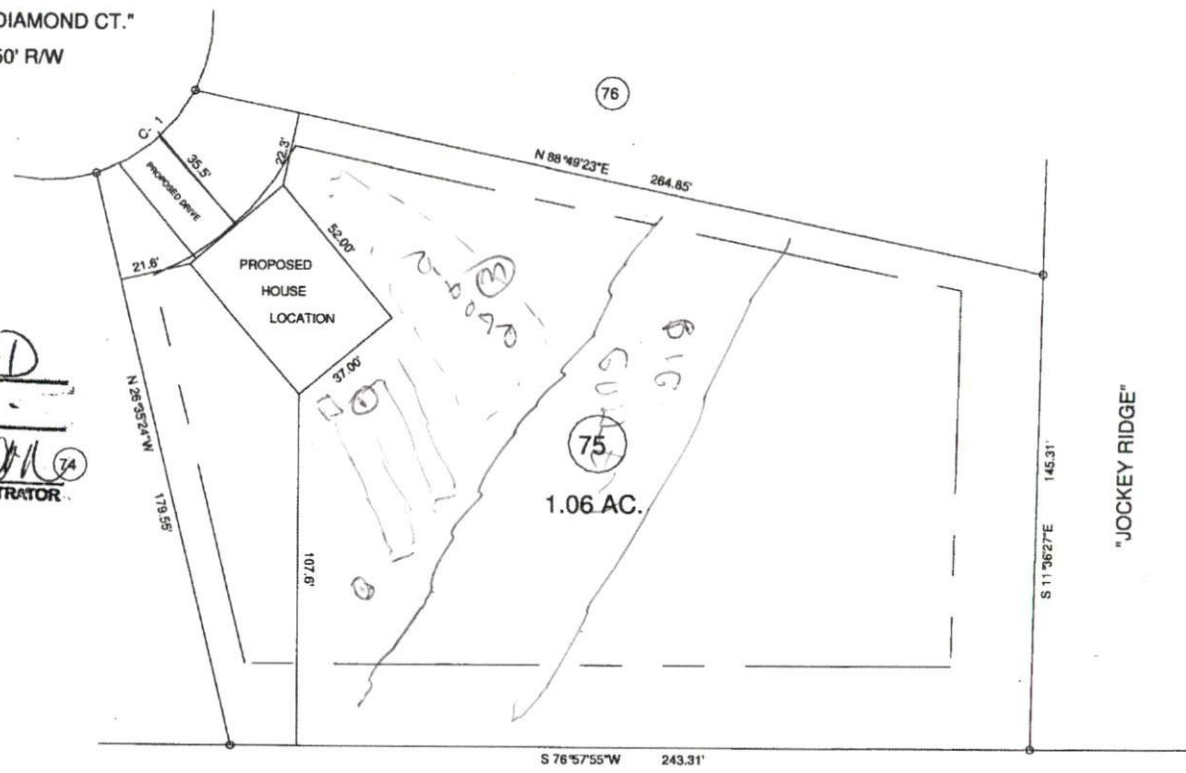 DIAMOND CT."
50' R/W
76
C- 1
35.5'
PROPOSED DRIVE
22.3'
N 88°49'23"E 264.85'
21.6'
52.00'
PROPOSED
HOUSE
LOCATION
37.00'
3
BIG
75
1.06 AC.
D
74
TRATOR
N 26°35'24"W 179.55'
107.6'
S 11°36'27"E 145.31'
"JOCKEY RIDGE"
S 76°57'55"W 243.31'